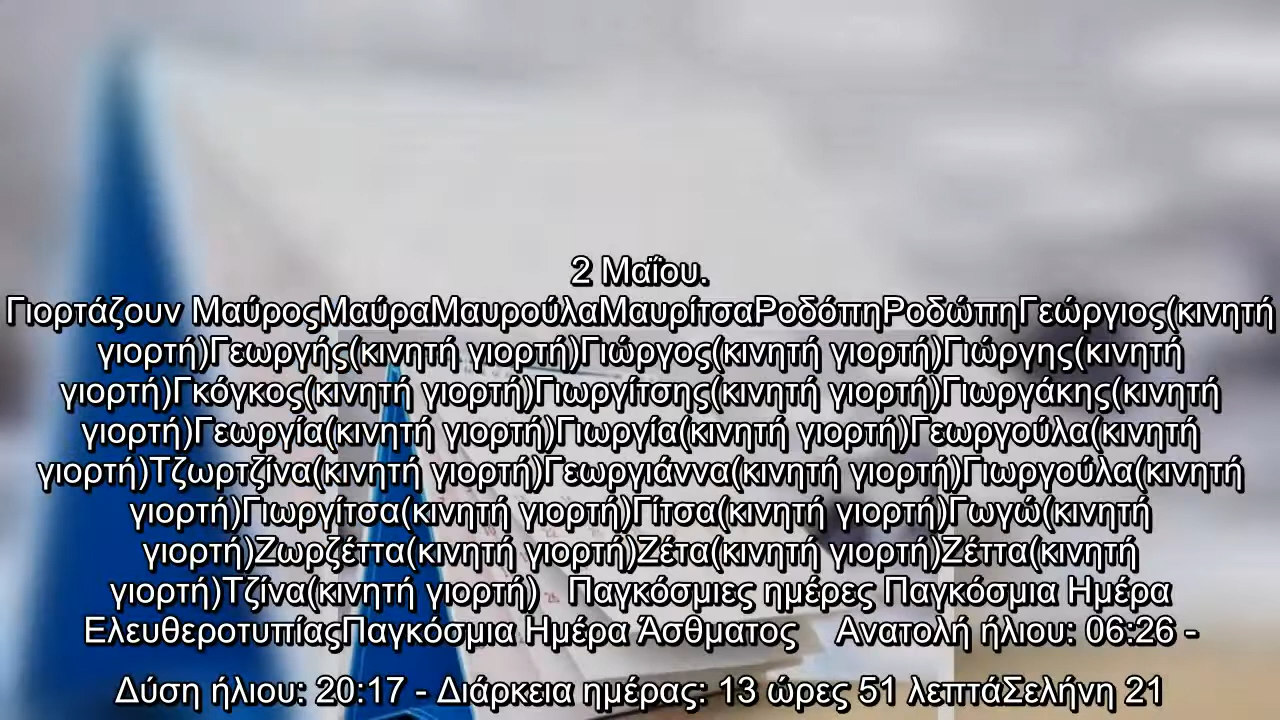 2 Μαΐου.
Γιορτάζουν ΜαύροςΜαύραΜαυρούλαΜαυρίτσαΡοδόπηΡοδώπηΓεώργιος(κινητή
γιορτή)Γεωργής(κινητή γιορτή)Γιώργος(κινητή γιορτή)Γιώργης(κινητή
γιορτή)Γκόγκος(κινητή γιορτή)Γιωργίτσης(κινητή γιορτή)Γιωργάκης(κινητή
γιορτή)Γεωργία(κινητή γιορτή)Γιωργία(κινητή γιορτή)Γεωργούλα(κινητή
γιορτή)Τζωρτζίνα(κινητή γιορτή)Γεωργιάννα(κινητή γιορτή)Γιωργούλα(κινητή
γιορτή)Γιωργίτσα(κινητή γιορτή)Γίτσα(κινητή γιορτή)Γωγώ(κινητή
γιορτή)Ζωρζέττα(κινητή γιορτή)Ζέτα(κινητή γιορτή)Ζέττα(κινητή
γιορτή)Τζίνα(κινητή γιορτή) Παγκόσμιες ημέρες Παγκόσμια Ημέρα
ΕλευθεροτυπίαςΠαγκόσμια Ημέρα Άσθματος Ανατολή ήλιου: 06:26 -
Δύση ήλιου: 20:17 - Διάρκεια ημέρας: 13 ώρες 51 λεπτάΣελήνη 21